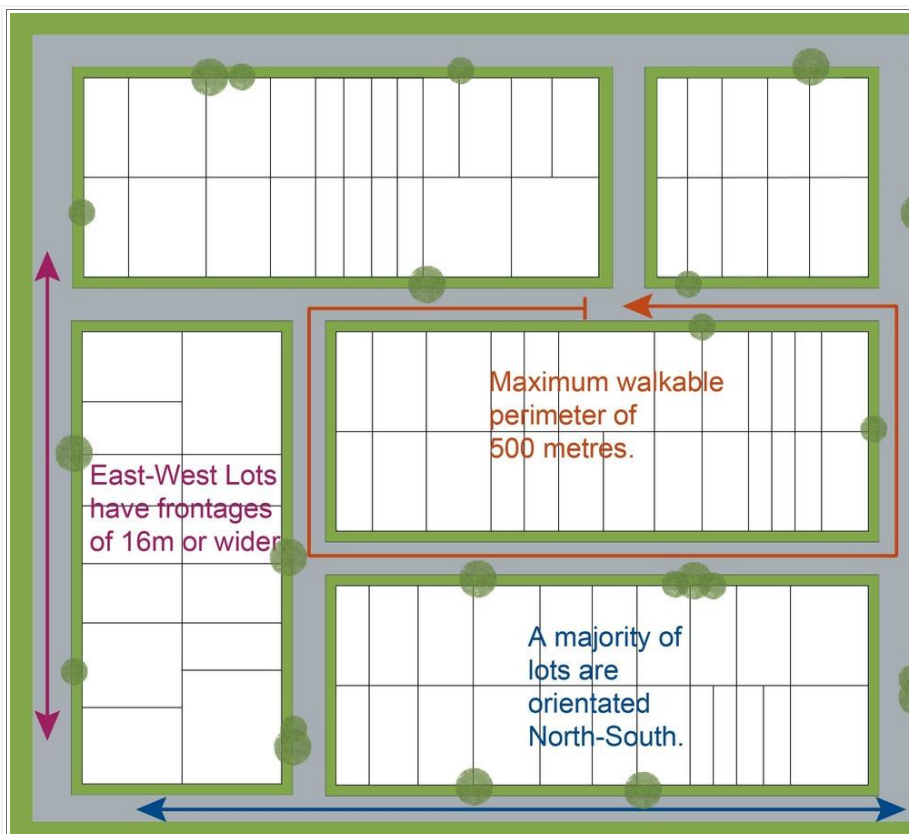 Maximum walkable
perimeter of
500 metres.
East-West Lots
have frontages
of 16m or wider
A majority of
lots are
orientated
North-South.